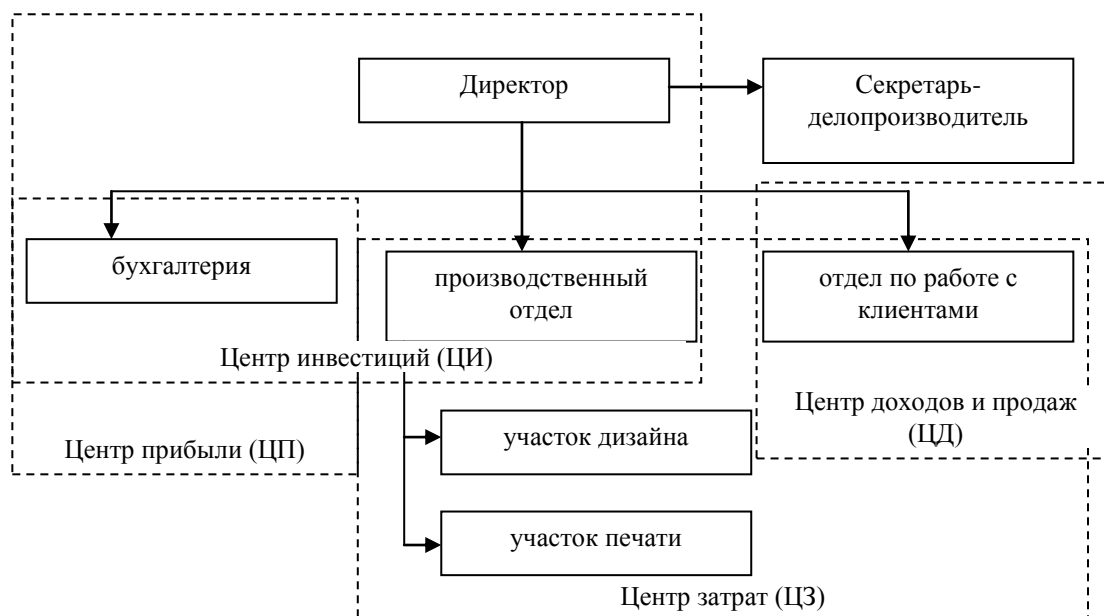 Директор
Секретарь-
делопроизводитель
бухгалтерия
производственный
отдел
отдел по работе с
клиентами
Центр инвестиций (ЦИ)
Центр доходов и продаж
(ЦД)
Центр прибыли (ЦП)
участок дизайна
участок печати
Центр затрат (ЦЗ)